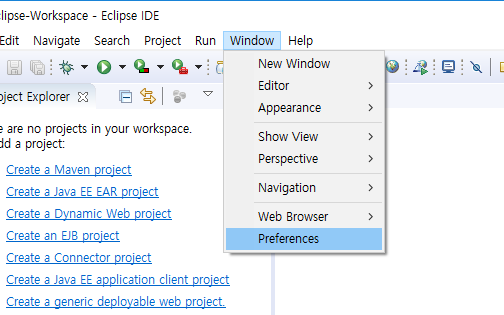 clipse-Workspace - Eclipse IDE
Edit Navigate Search Project Run Window Help
oject Explorer
e are no projects in your workspace.
dd a project:
Create a Maven project
Create a Java EE EAR project
Create a Dynamic Web project
Create an EJB project
Create a Connector project
Create a Java EE application client project
Create a generic deployable web project.
New Window
Editor
Appearance
Show View
Perspective
Navigation
Web Browser
Preferences